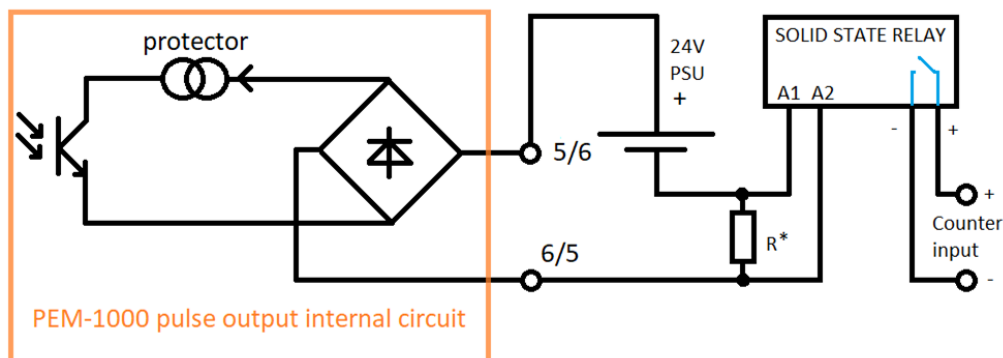 protector
24V
PSU
+
SOLID STATE RELAY
A1 A2
- +
5/6
R*
+
Counter
input
-
6/5
PEM-1000 pulse output internal circuit